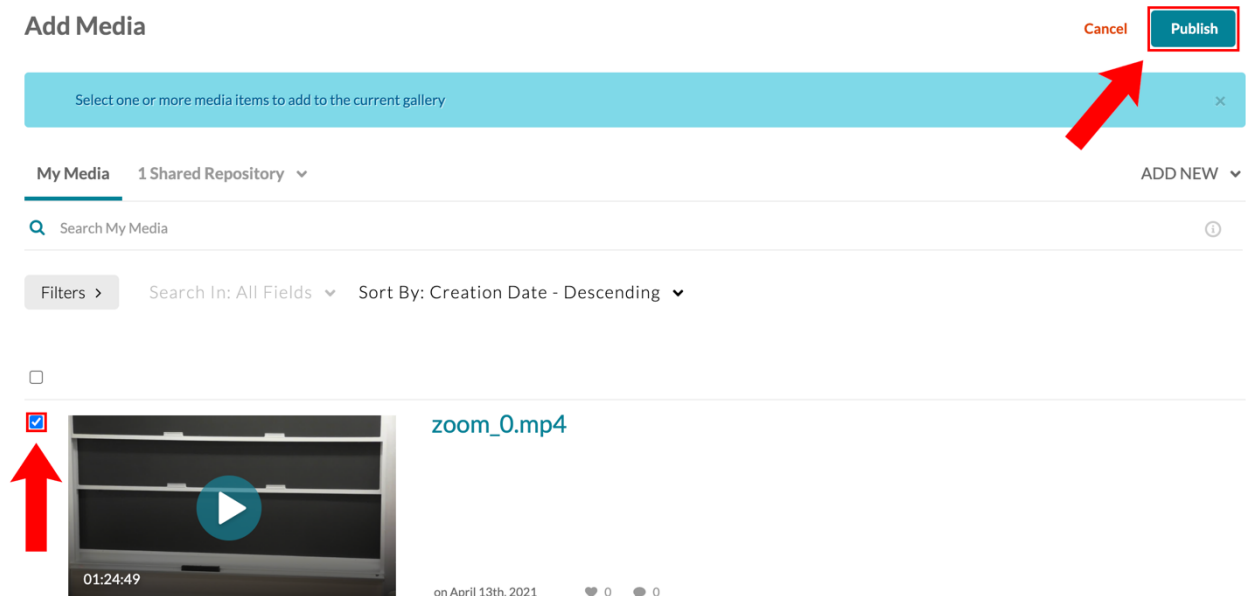 Add Media
Cancel
Publish
Select one or more media items to add to the current gallery
×
My Media
1 Shared Repository
ADD NEW
Search My Media
Filters >
Search In: All Fields
Sort By: Creation Date - Descending
zoom_0.mp4
01:24:49
on April 13th, 2021
0
0